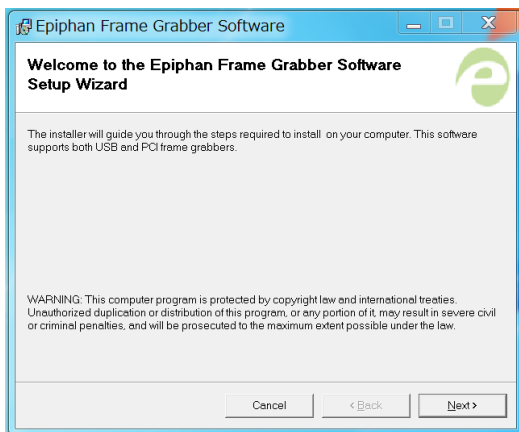 Epiphan Frame Grabber Software
Welcome to the Epiphan Frame Grabber Software
Setup Wizard
The installer will guide you through the steps required to install  on your computer. This software
supports both USB and PCI frame grabbers.
WARNING: This computer program is protected by copyright law and international treaties.
Unauthorized duplication or distribution of this program, or any portion of it, may result in severe civil
or criminal penalties, and will be prosecuted to the maximum extent possible under the law.
Cancel < Back Next >